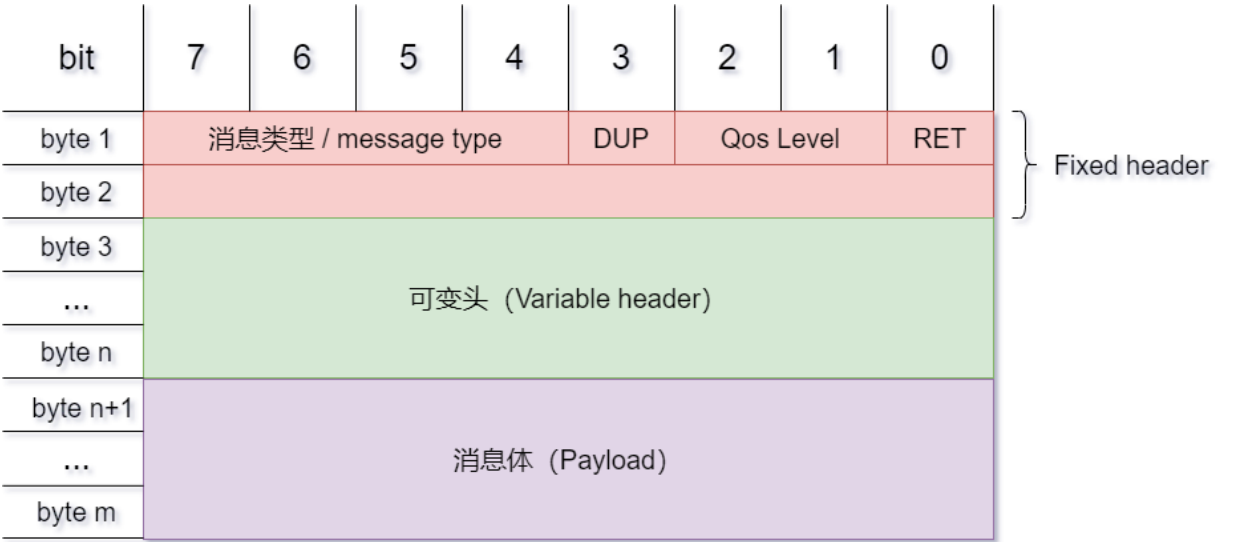 bit 7 6 5 4 3 2 1 0
byte 1 消息类型 / message type DUP Qos Level RET
Fixed header
byte 2
byte 3
... 可变头（Variable header）
byte n
byte n+1
... 消息体（Payload）
byte m